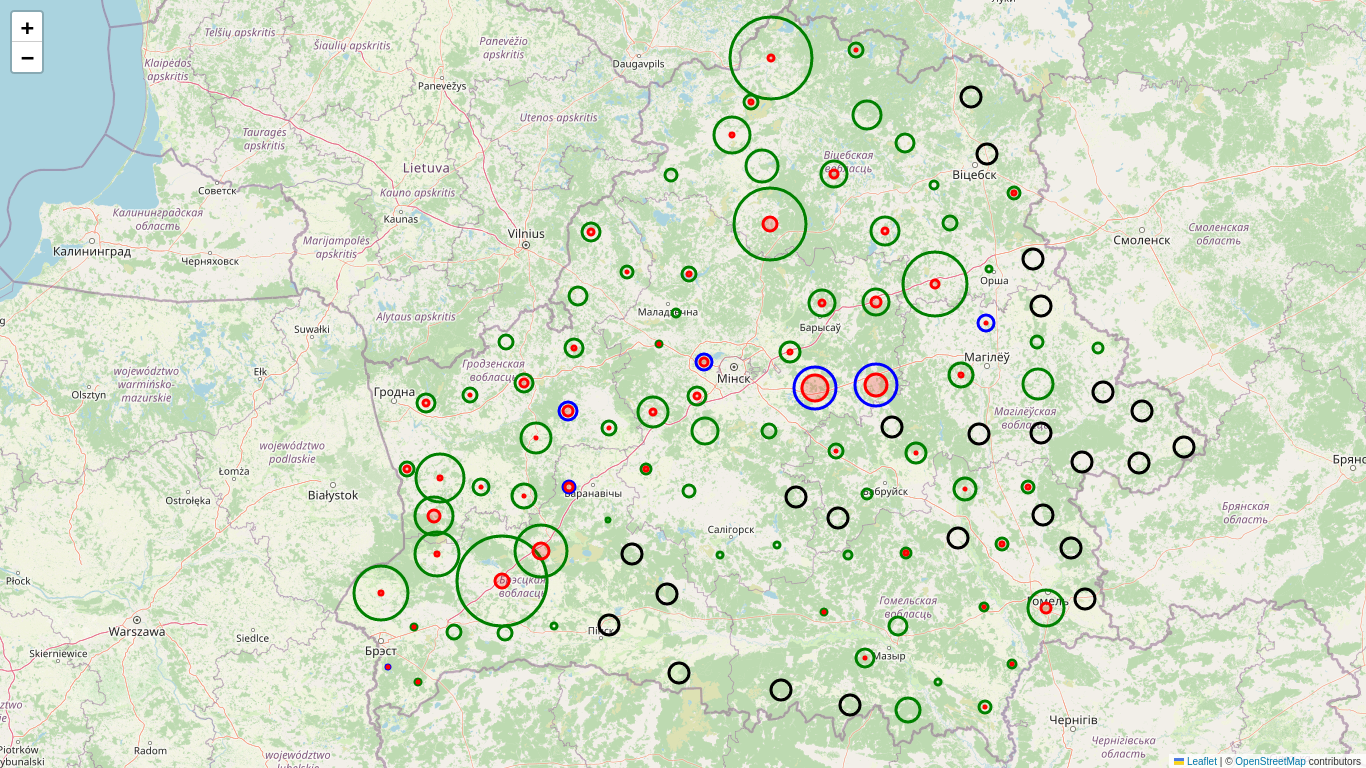 +
−
Telšių apskritis
Šiaulių apskritis
Panevėžio
apskritis
Klaipėdos
apskritis
Daugavpils
Panevėžys
Utenos apskritis
Tauragės
apskritis
Lietuva
Віцебская
Віцебск
Советск
Kauno apskritis
Калининградская
область
Kaunas
Vilnius
Marijampolės
apskritis
Калининград
Черняховск
Смоленск
Смоленская
область
Орша
Alytaus apskritis
Маладзечна
Suwałki
Барысаў
Магілёў
Гродзенская
вобласць
Мінск
Ełk
województwo
warmińsko-
mazurskie
Olsztyn
Гродна
Магілёўская
вобласць
województwo
podlaskie
Łomża
Białystok
Ostrołęka
Баранавічы
Бабруйск
Брянская
область
Салігорск
Płock
Брэсцкая
вобласць
Гомельская
вобласць
Гомель
Warszawa
Siedlce
Пінск
Skierniewice
Брэст
Мазыр
Чернігів
Чернігівська
область
Radom
województwo
Leaflet | © OpenStreetMap contributors